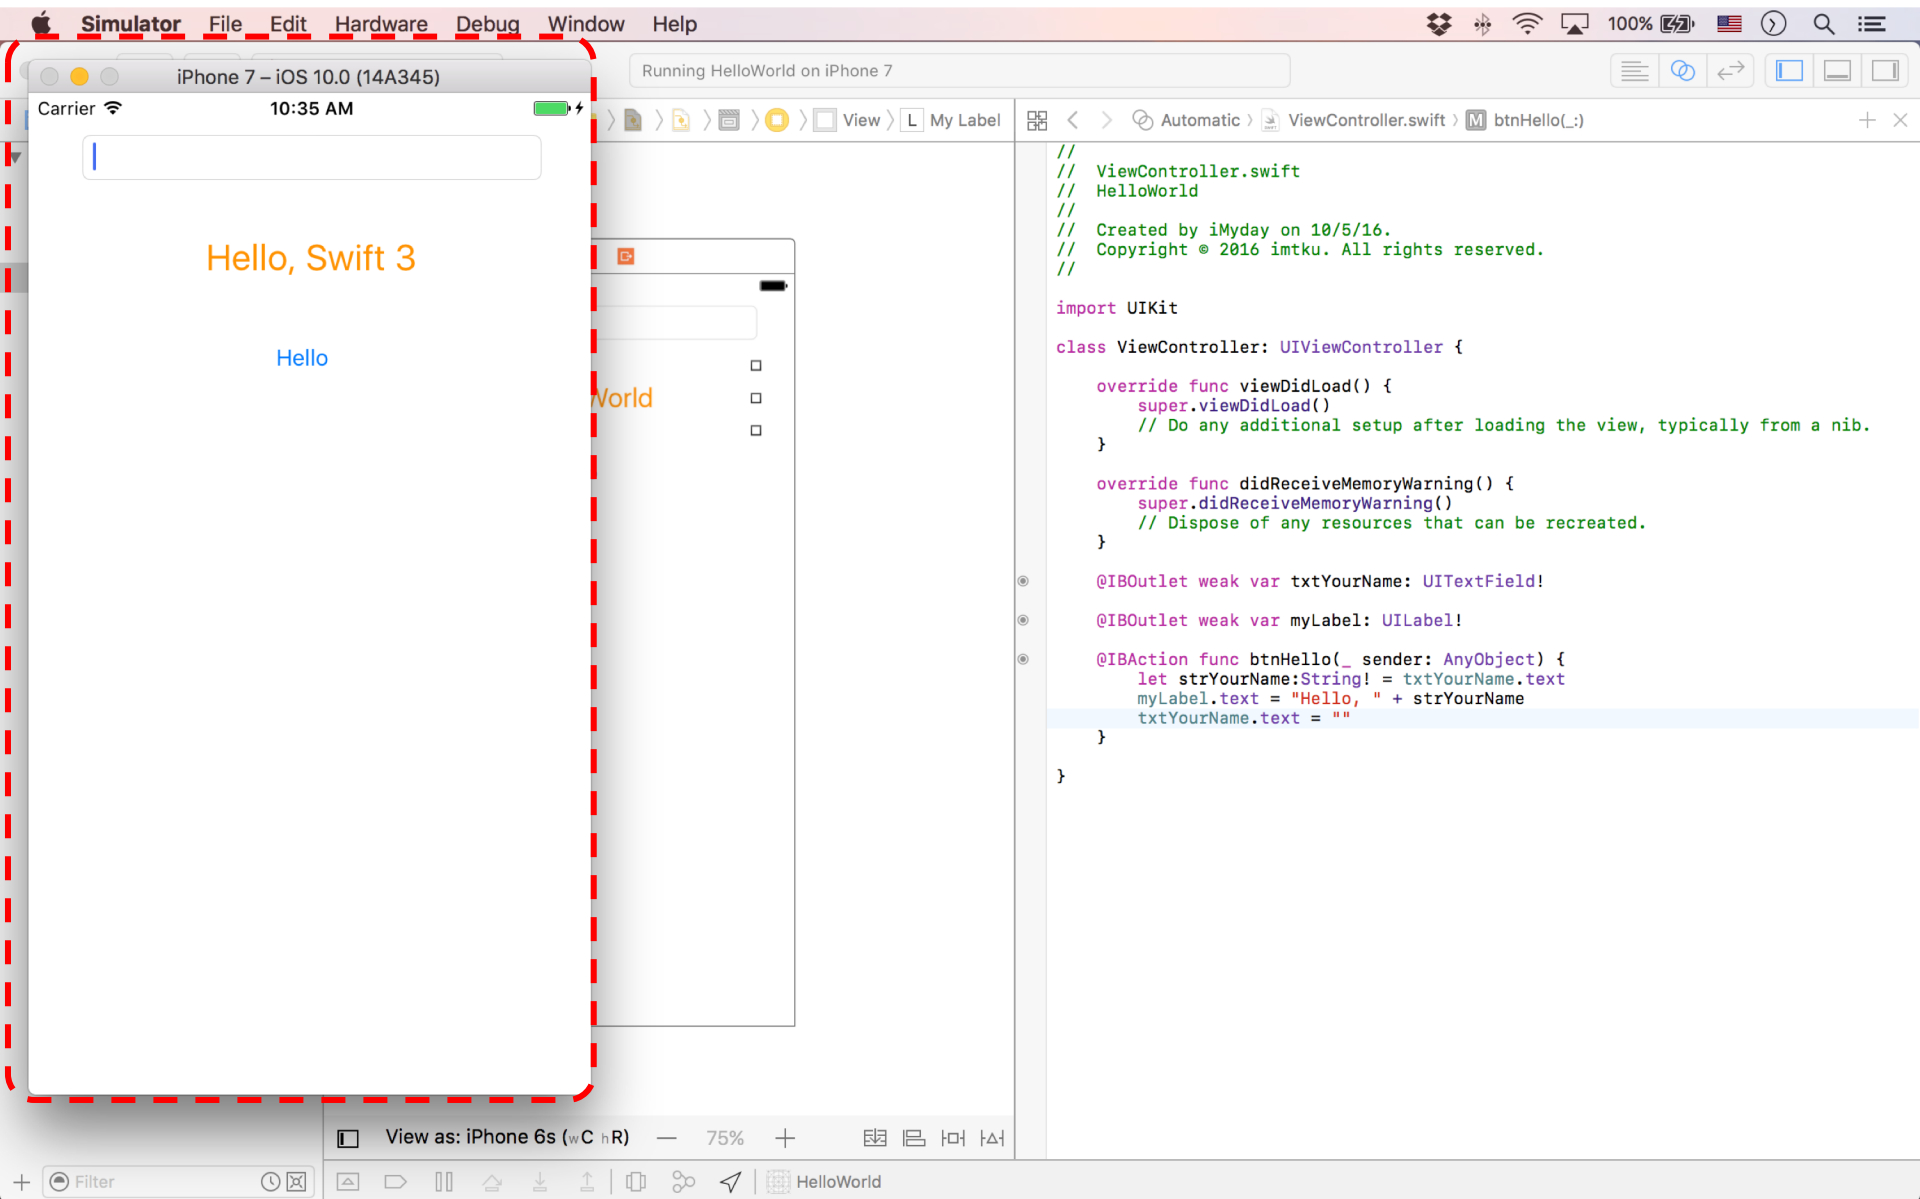 Simulator File Edit Hardware Debug Window Help 100%
iPhone 7 – iOS 10.0 (14A345)
Running HelloWorld on iPhone 7
Carrier 10:35 AM
View L My Label
Automatic ViewController.swift M btnHello(_:)
Hello, Swift 3
Hello
World
//
//  ViewController.swift
//  HelloWorld
//
//  Created by iMyday on 10/5/16.
//  Copyright © 2016 imtku. All rights reserved.
//
import UIKit
class ViewController: UIViewController {
    override func viewDidLoad() {
        super.viewDidLoad()
        // Do any additional setup after loading the view, typically from a nib.
    }
    override func didReceiveMemoryWarning() {
        super.didReceiveMemoryWarning()
        // Dispose of any resources that can be recreated.
    }
    @IBOutlet weak var txtYourName: UITextField!
    @IBOutlet weak var myLabel: UILabel!
    @IBAction func btnHello(_ sender: AnyObject) {
        let strYourName:String! = txtYourName.text
        myLabel.text = "Hello, " + strYourName
        txtYourName.text = ""
    }
}
View as: iPhone 6s (wC hR) — 75% +
Filter
HelloWorld